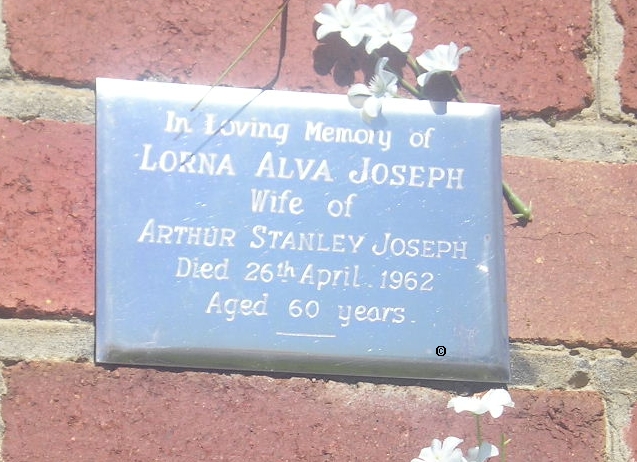 In Loving Memory of
LORNA ALVA JOSEPH
Wife of
ARTHUR STANLEY JOSEPH
Died 26th April 1962
Aged 60 years
©